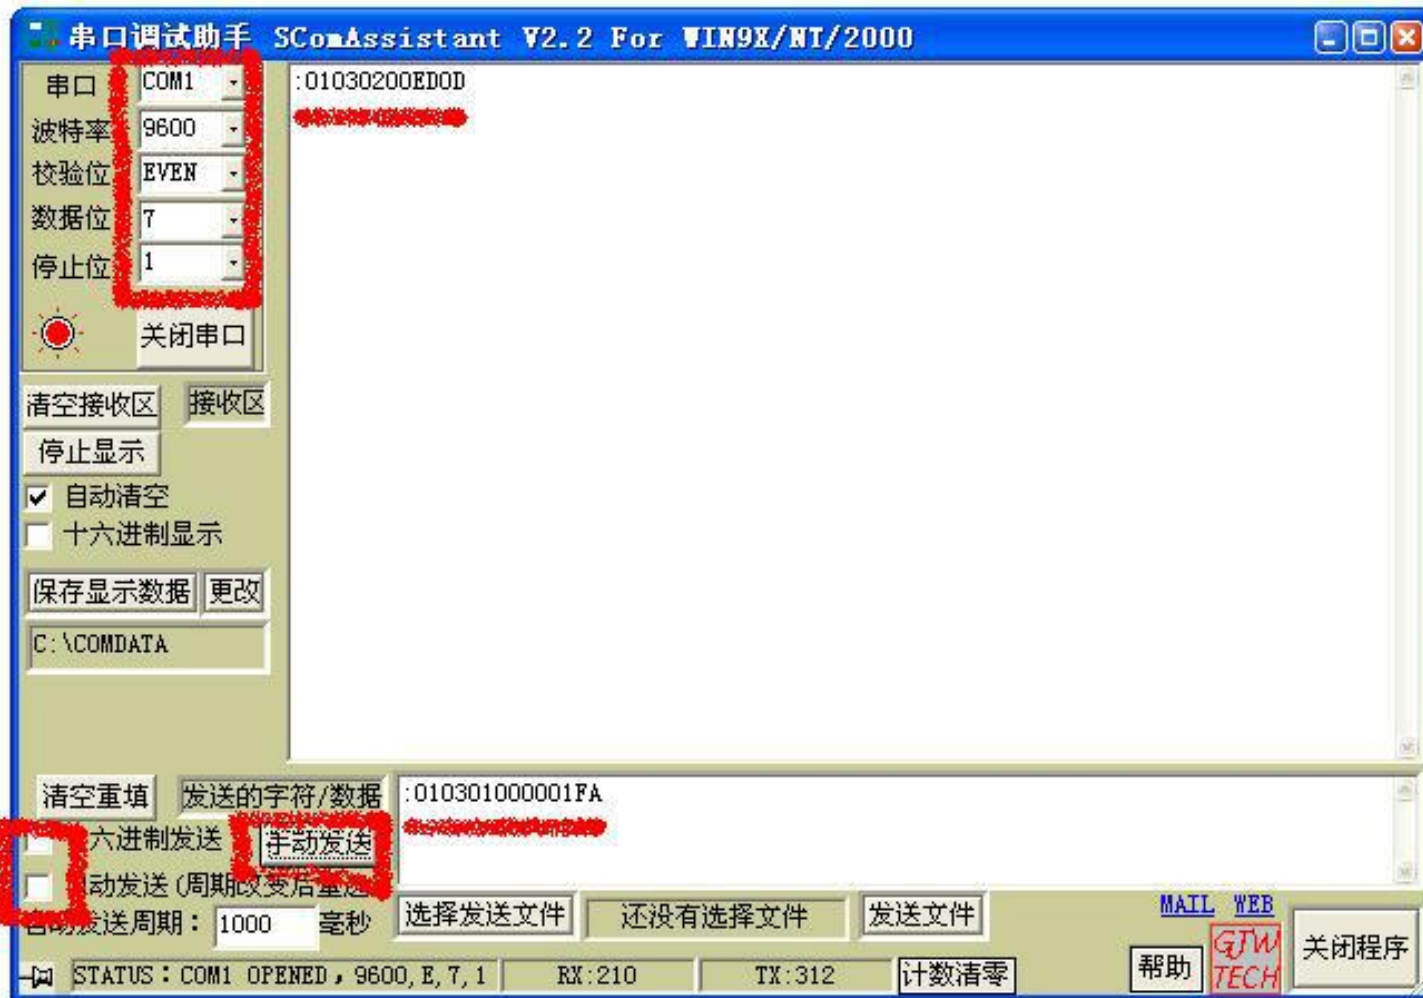 串口调试助手 SComAssistant V2.2 For WIN9X/NT/2000
串口 COM1
波特率 9600
校验位 EVEN
数据位 7
停止位 1
关闭串口
清空接收区 接收区
停止显示
自动清空
十六进制显示
保存显示数据 更改
C:\COMDATA
:01030200ED0D
清空重填 发送的字符/数据
:010301000001FA
六进制发送 手动发送
动发送(周期改变后重选
自动发送周期: 1000 毫秒
选择发送文件 还没有选择文件 发送文件
MAIL WEB
GJW TECH
帮助
关闭程序
STATUS:COM1 OPENED,9600,E,7,1 RX:210 TX:312 计数清零